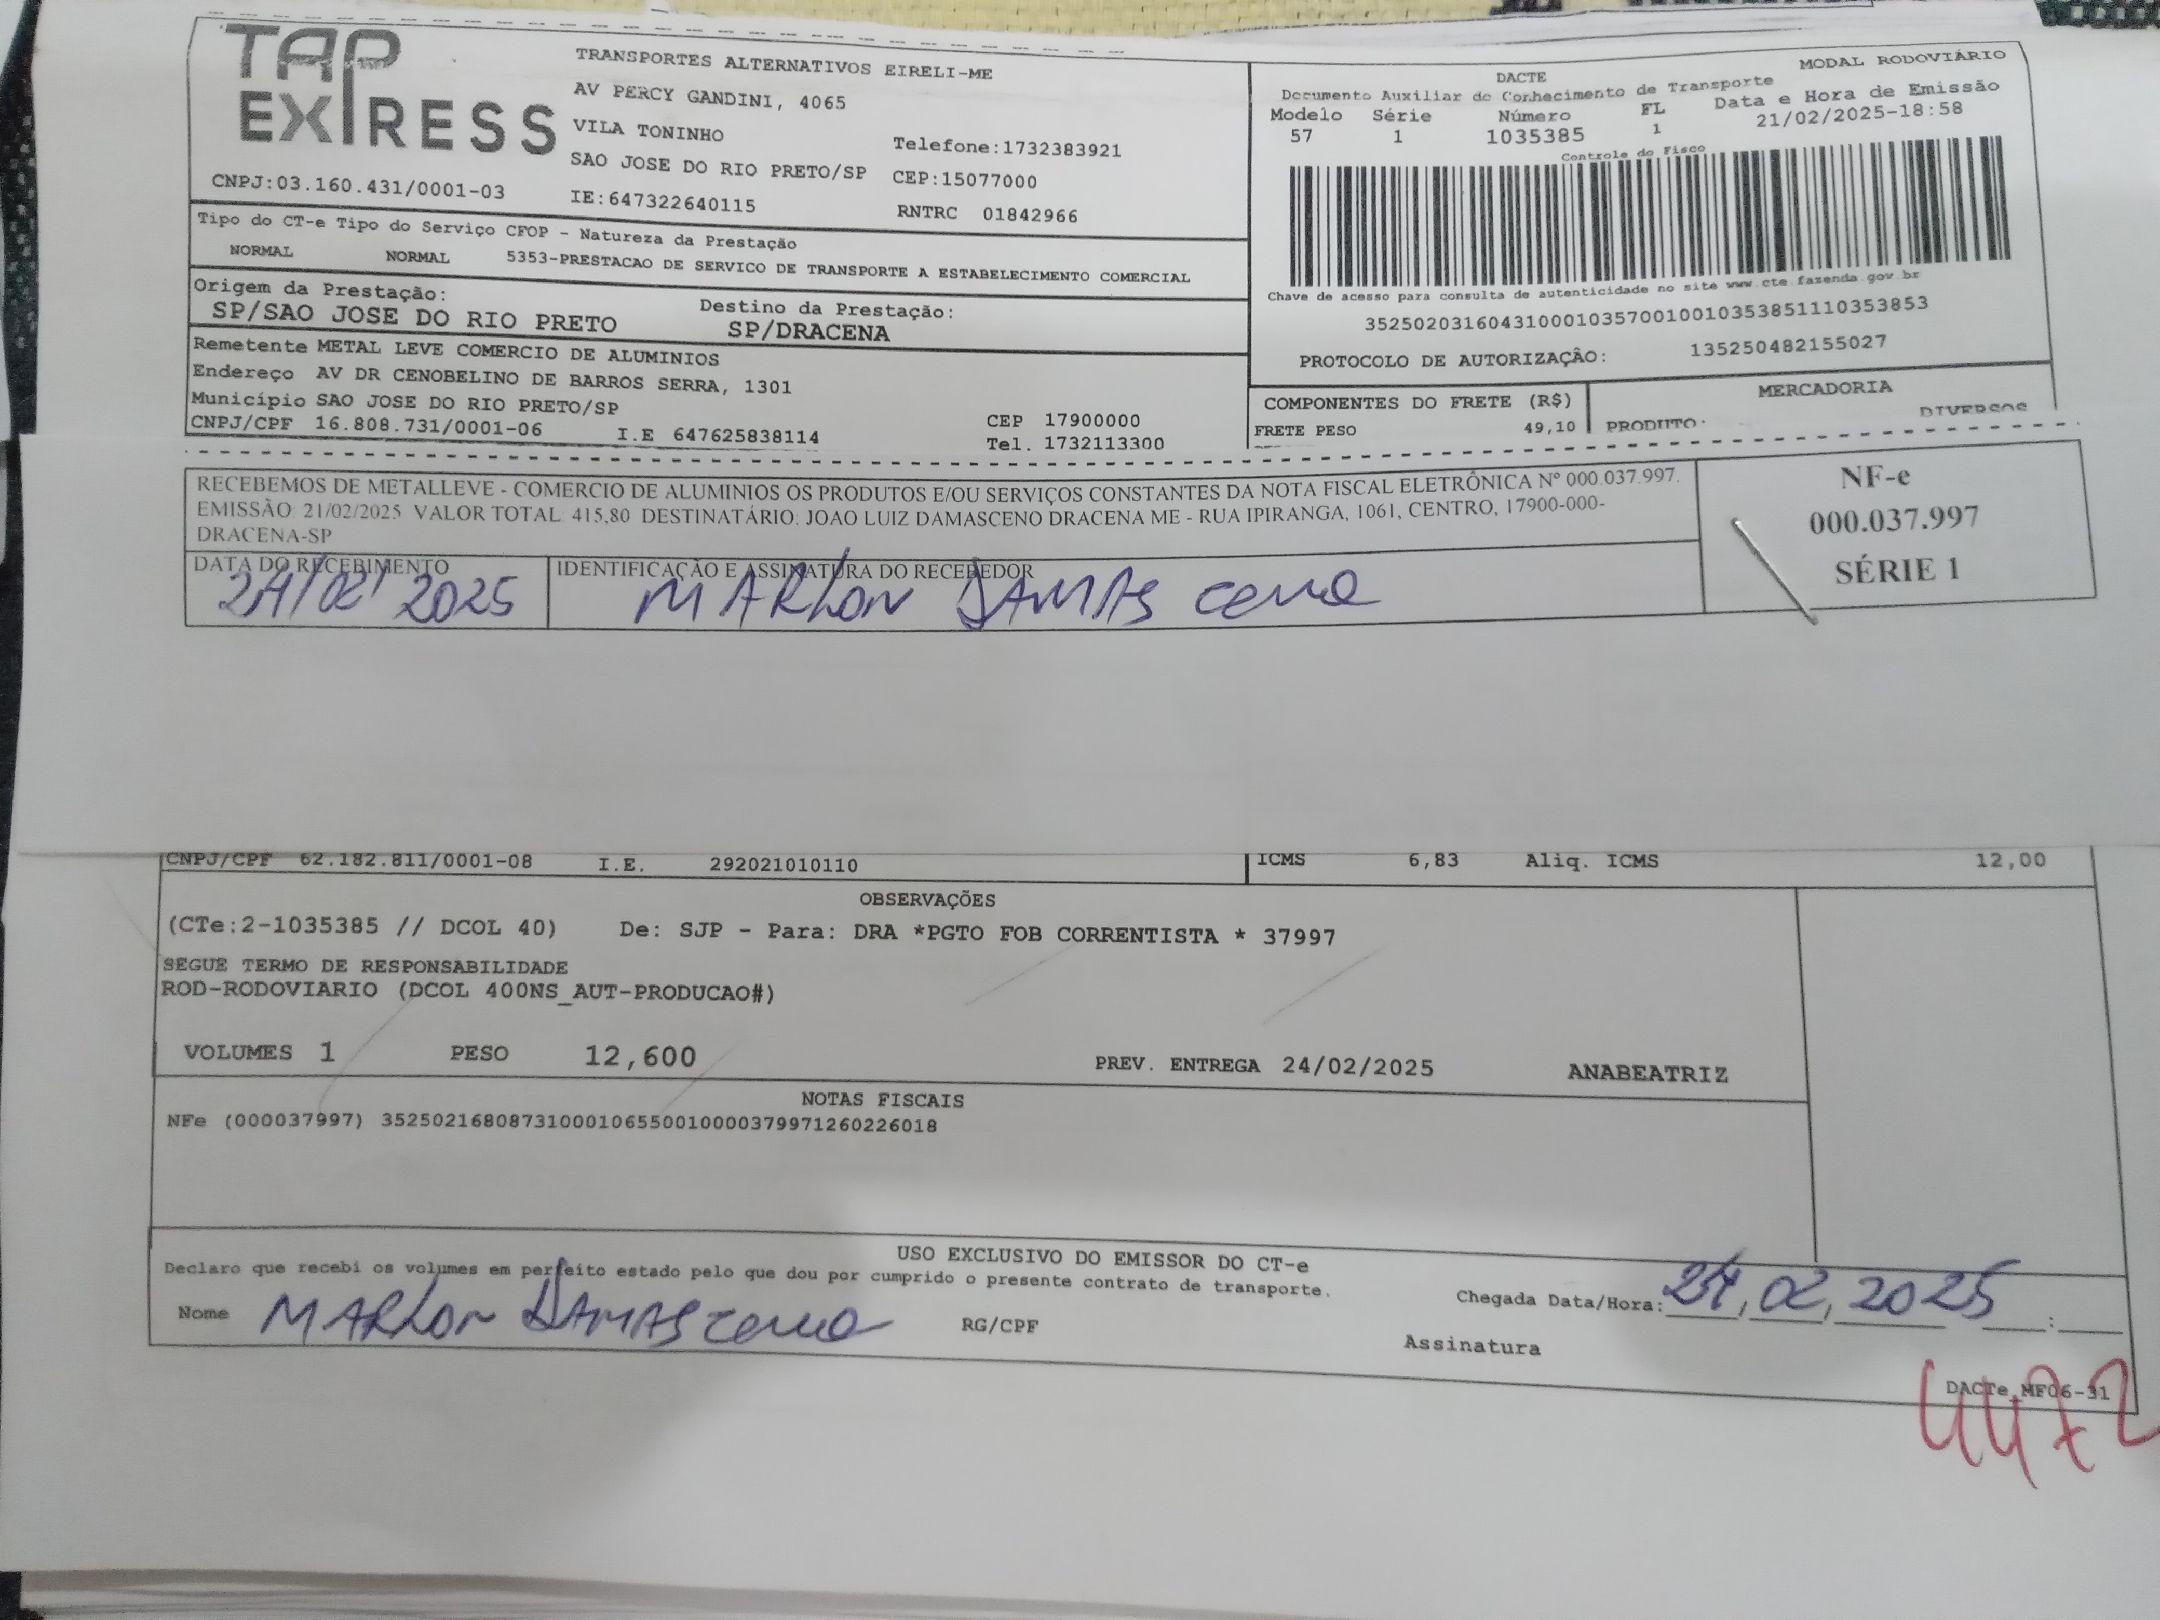 TAP EXPRESS
TRANSPORTES ALTERNATIVOS EIRELI-ME
AV PERCY GANDINI, 4065
VILA TONINHO
Telefone:1732383921
SAO JOSE DO RIO PRETO/SP CEP:15077000
CNPJ:03.160.431/0001-03 IE:647322640115 RNTRC 01842966
Tipo do CT-e Tipo do Serviço CFOP - Natureza da Prestação
NORMAL NORMAL 5353-PRESTACAO DE SERVICO DE TRANSPORTE A ESTABELECIMENTO COMERCIAL
Origem da Prestação: Destino da Prestação:
SP/SAO JOSE DO RIO PRETO SP/DRACENA
Remetente METAL LEVE COMERCIO DE ALUMINIOS
Endereço AV DR CENOBELINO DE BARROS SERRA, 1301
Município SAO JOSE DO RIO PRETO/SP CEP 17900000
CNPJ/CPF 16.808.731/0001-06 I.E 647625838114 Tel. 1732113300
MODAL RODOVIÁRIO
DACTE
Documento Auxiliar do Conhecimento de Transporte
Modelo Série Número FL Data e Hora de Emissão
57 1 1035385 1 21/02/2025-18:58
Controle do Fisco
Chave de acesso para consulta de autenticidade no site www.cte.fazenda.gov.br
35250203160431000103570010010353851110353853
PROTOCOLO DE AUTORIZAÇÃO: 135250482155027
COMPONENTES DO FRETE (R$) MERCADORIA
FRETE PESO 49,10 PRODUTO: DIVERSOS
RECEBEMOS DE METALLEVE - COMERCIO DE ALUMINIOS OS PRODUTOS E/OU SERVIÇOS CONSTANTES DA NOTA FISCAL ELETRÔNICA Nº 000.037.997.
EMISSÃO: 21/02/2025 VALOR TOTAL: 415,80 DESTINATÁRIO: JOAO LUIZ DAMASCENO DRACENA ME - RUA IPIRANGA, 1061, CENTRO, 17900-000-
DRACENA-SP
NF-e
000.037.997
SÉRIE 1
DATA DO RECEBIMENTO IDENTIFICAÇÃO E ASSINATURA DO RECEBEDOR
24/02/2025 MARLON DAMASceno
CNPJ/CPF 62.182.811/0001-08 I.E. 292021010110 ICMS 6,83 Aliq. ICMS 12,00
OBSERVAÇÕES
(CTe:2-1035385 // DCOL 40) De: SJP - Para: DRA *PGTO FOB CORRENTISTA * 37997
SEGUE TERMO DE RESPONSABILIDADE
ROD-RODOVIARIO (DCOL 400NS_AUT-PRODUCAO#)
VOLUMES 1 PESO 12,600 PREV. ENTREGA 24/02/2025 ANABEATRIZ
NOTAS FISCAIS
NFe (000037997) 35250216808731000106550010000379971260226018
USO EXCLUSIVO DO EMISSOR DO CT-e
Declaro que recebi os volumes em perfeito estado pelo que dou por cumprido o presente contrato de transporte.
Chegada Data/Hora: 24, 02, 2025 :
Nome MARLON DAMASceno RG/CPF Assinatura
DACTe_MF06-31
4472